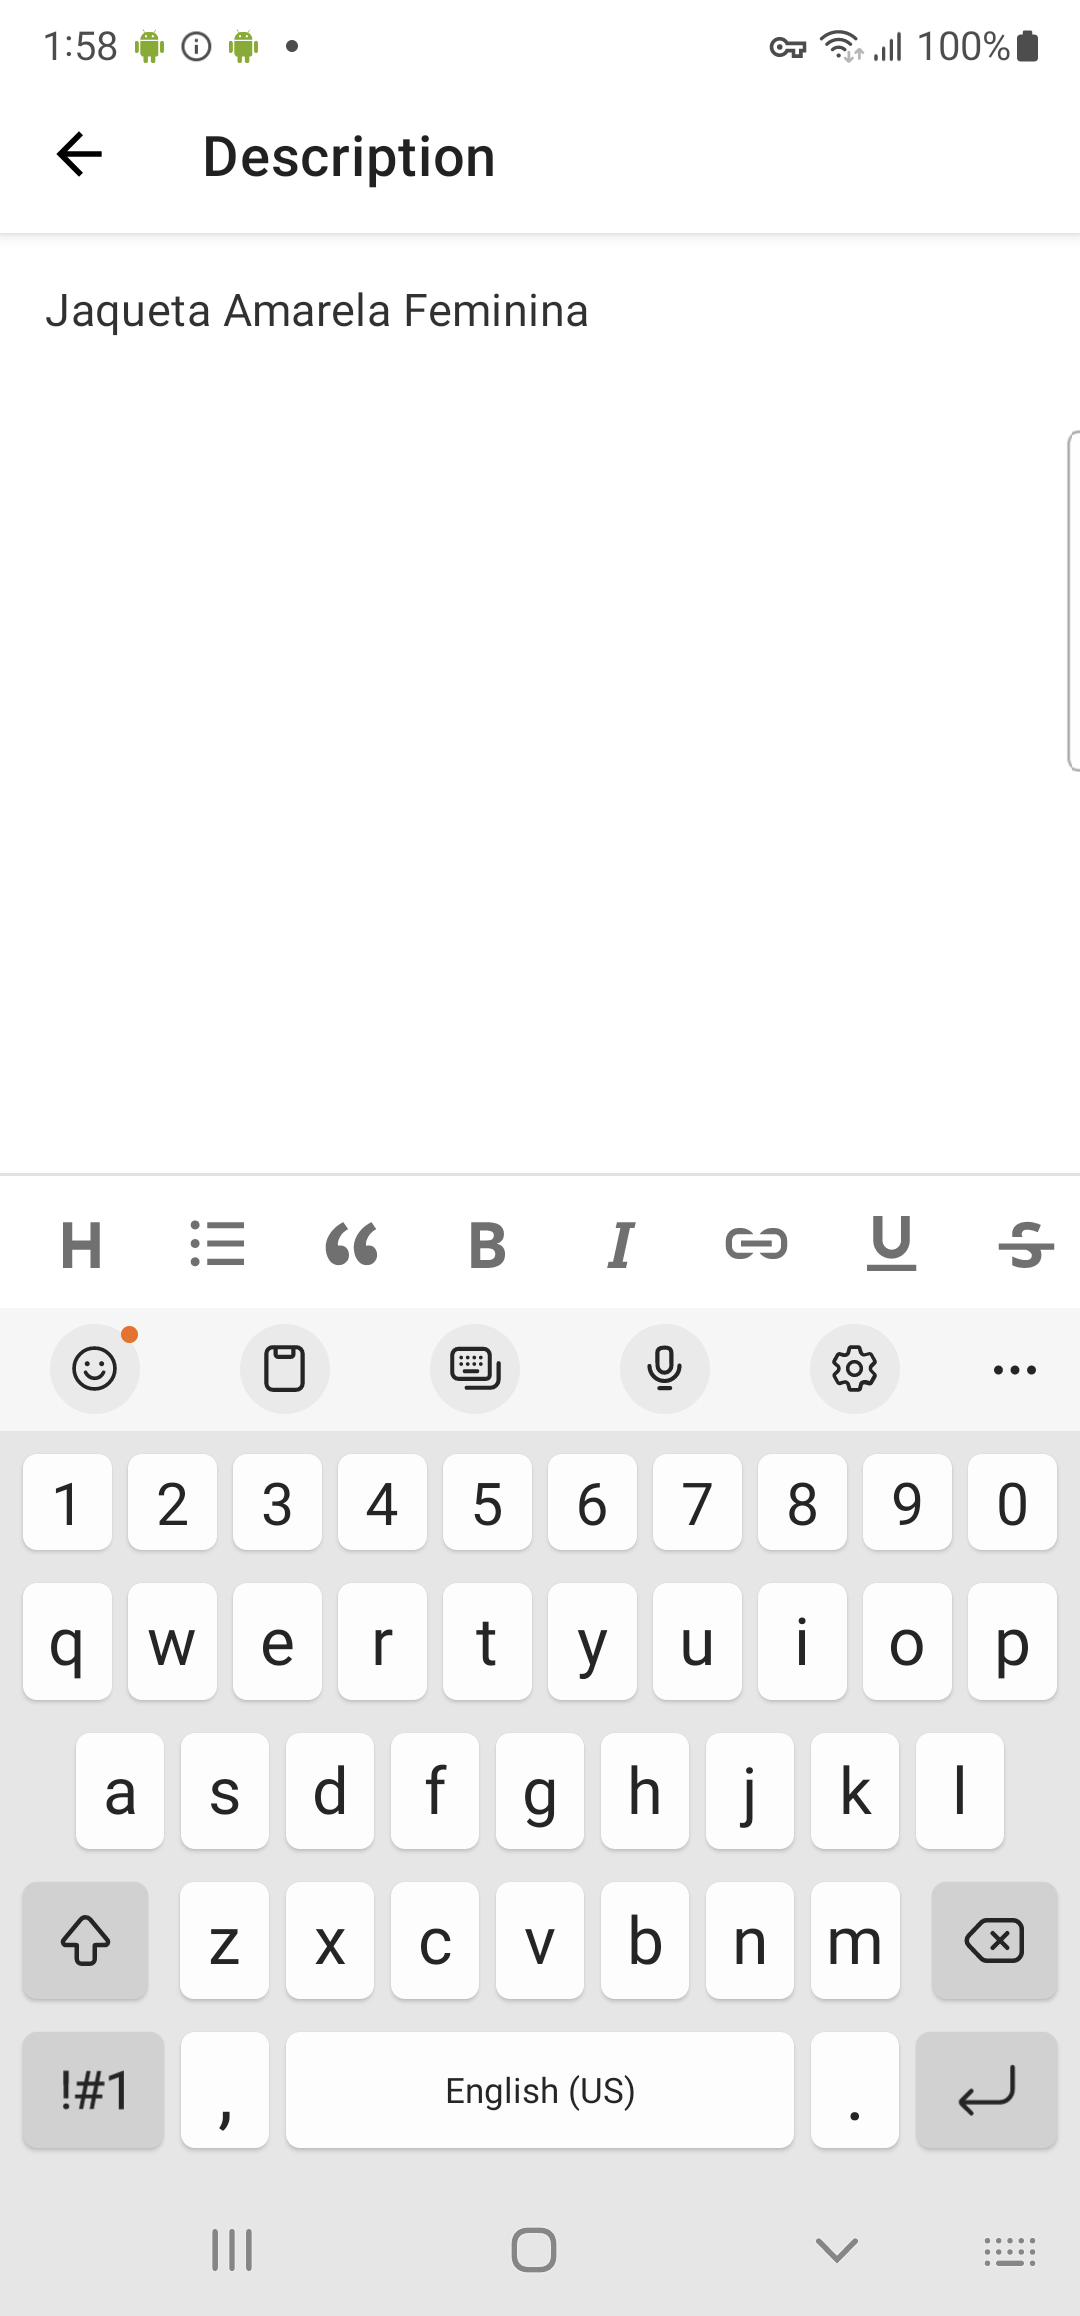 1:58
100%
Description
Jaqueta Amarela Feminina
H
B I U S
1 2 3 4 5 6 7 8 9 0
q w e r t y u i o p
a s d f g h j k l
z x c v b n m
!#1 , English (US) .